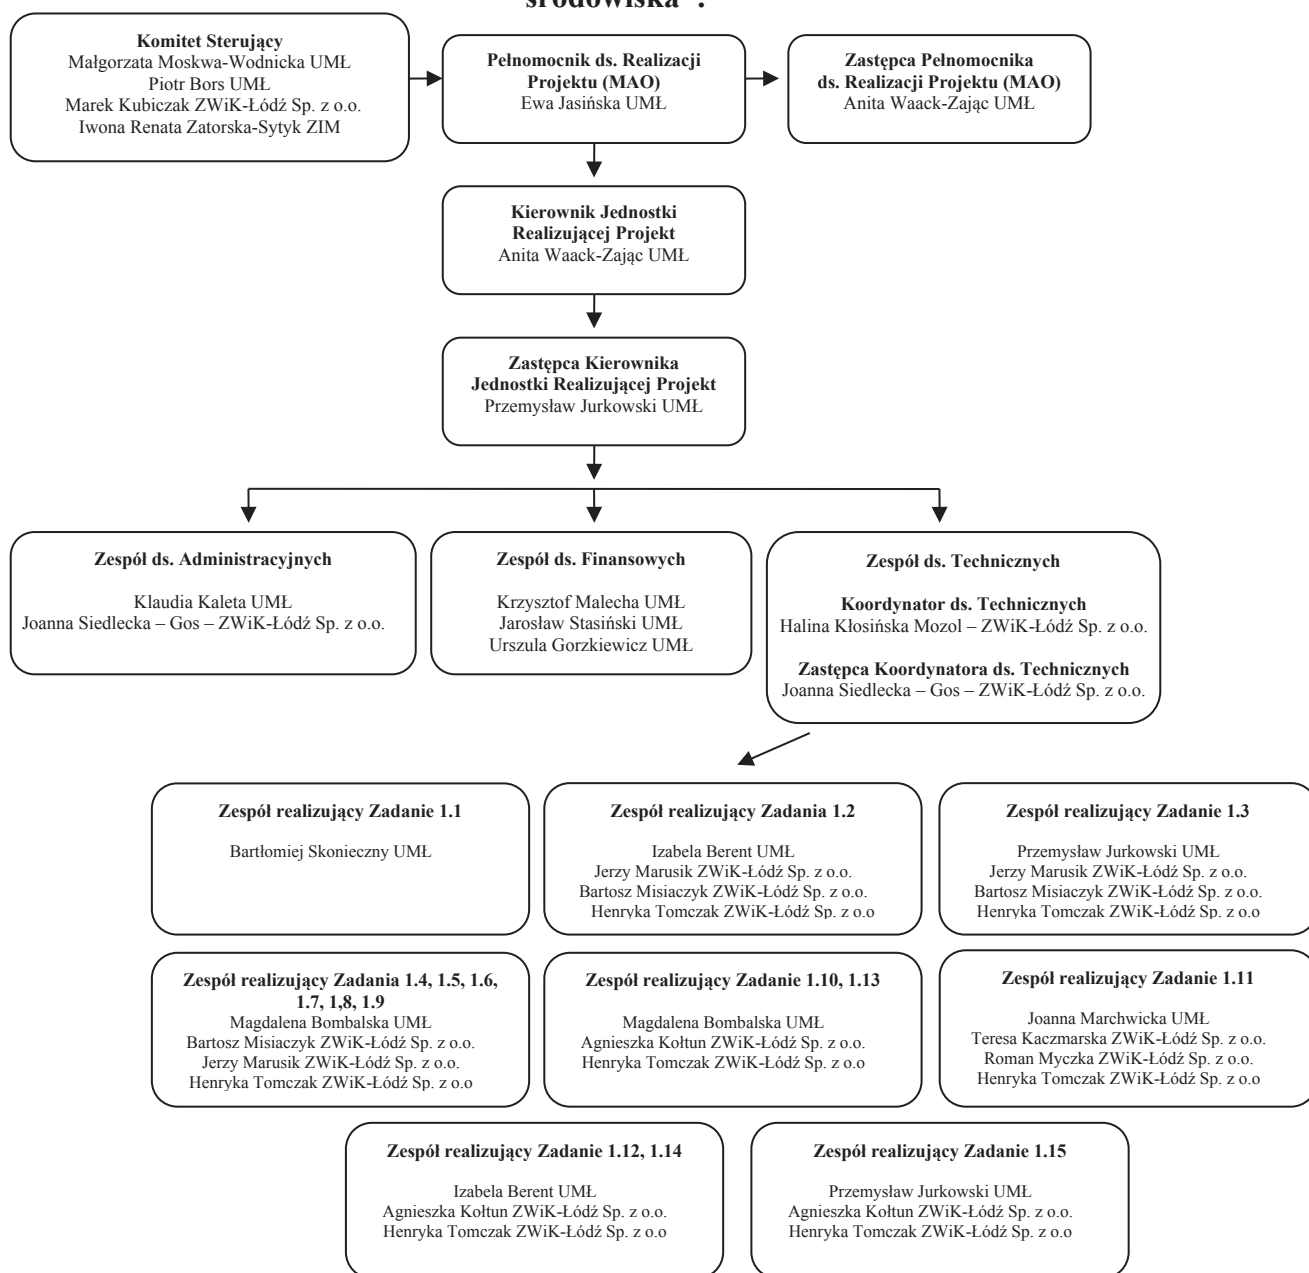 środowiska".
Komitet Sterujący
Małgorzata Moskwa-Wodnicka UMŁ
Piotr Bors UMŁ
Marek Kubiczak ZWiK-Łódź Sp. z o.o.
Iwona Renata Zatorska-Sytyk ZIM
Pełnomocnik ds. Realizacji
Projektu (MAO)
Ewa Jasińska UMŁ
Zastępca Pełnomocnika
ds. Realizacji Projektu (MAO)
Anita Waack-Zając UMŁ
Kierownik Jednostki
Realizującej Projekt
Anita Waack-Zając UMŁ
Zastępca Kierownika
Jednostki Realizującej Projekt
Przemysław Jurkowski UMŁ
Zespół ds. Administracyjnych
Klaudia Kaleta UMŁ
Joanna Siedlecka – Gos – ZWiK-Łódź Sp. z o.o.
Zespół ds. Finansowych
Krzysztof Malecha UMŁ
Jarosław Stasiński UMŁ
Urszula Gorzkiewicz UMŁ
Zespół ds. Technicznych
Koordynator ds. Technicznych
Halina Kłosińska Mozol – ZWiK-Łódź Sp. z o.o.
Zastępca Koordynatora ds. Technicznych
Joanna Siedlecka – Gos – ZWiK-Łódź Sp. z o.o.
Zespół realizujący Zadanie 1.1
Bartłomiej Skonieczny UMŁ
Zespół realizujący Zadania 1.2
Izabela Berent UMŁ
Jerzy Marusik ZWiK-Łódź Sp. z o.o.
Bartosz Misiaczyk ZWiK-Łódź Sp. z o.o.
Henryka Tomczak ZWiK-Łódź Sp. z o.o
Zespół realizujący Zadanie 1.3
Przemysław Jurkowski UMŁ
Jerzy Marusik ZWiK-Łódź Sp. z o.o.
Bartosz Misiaczyk ZWiK-Łódź Sp. z o.o.
Henryka Tomczak ZWiK-Łódź Sp. z o.o
Zespół realizujący Zadania 1.4, 1.5, 1.6,
1.7, 1,8, 1.9
Magdalena Bombalska UMŁ
Bartosz Misiaczyk ZWiK-Łódź Sp. z o.o.
Jerzy Marusik ZWiK-Łódź Sp. z o.o.
Henryka Tomczak ZWiK-Łódź Sp. z o.o
Zespół realizujący Zadanie 1.10, 1.13
Magdalena Bombalska UMŁ
Agnieszka Kołtun ZWiK-Łódź Sp. z o.o.
Henryka Tomczak ZWiK-Łódź Sp. z o.o
Zespół realizujący Zadanie 1.11
Joanna Marchwicka UMŁ
Teresa Kaczmarska ZWiK-Łódź Sp. z o.o.
Roman Myczka ZWiK-Łódź Sp. z o.o.
Henryka Tomczak ZWiK-Łódź Sp. z o.o
Zespół realizujący Zadanie 1.12, 1.14
Izabela Berent UMŁ
Agnieszka Kołtun ZWiK-Łódź Sp. z o.o.
Henryka Tomczak ZWiK-Łódź Sp. z o.o
Zespół realizujący Zadanie 1.15
Przemysław Jurkowski UMŁ
Agnieszka Kołtun ZWiK-Łódź Sp. z o.o.
Henryka Tomczak ZWiK-Łódź Sp. z o.o